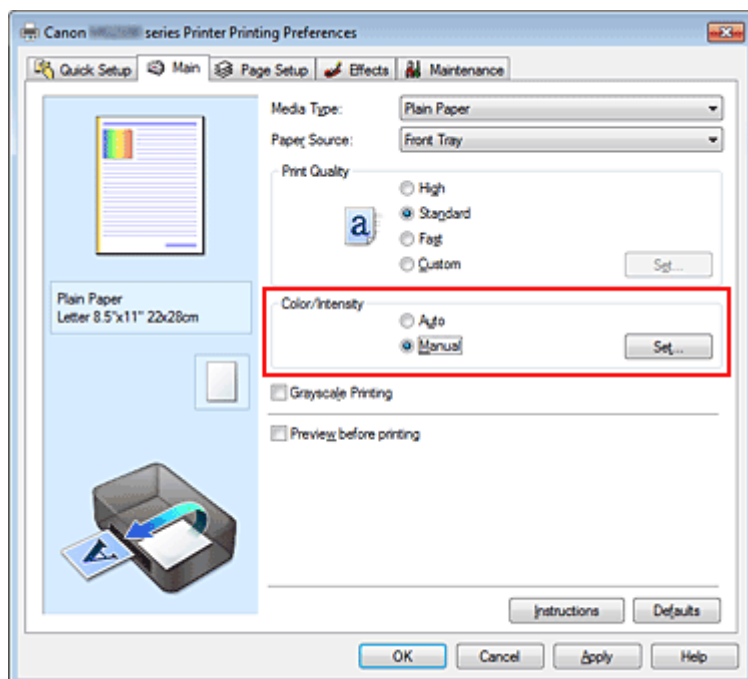 Canon series Printer Printing Preferences
Quick Setup Main Page Setup Effects Maintenance
Media Type: Plain Paper
Paper Source: Front Tray
Print Quality
High
a Standard
Fast
Custom Set...
Plain Paper
Letter 8.5"x11" 22x28cm
Color/Intensity
Auto
Manual Set...
Grayscale Printing
Preview before printing
A
Instructions Defaults
OK Cancel Apply Help